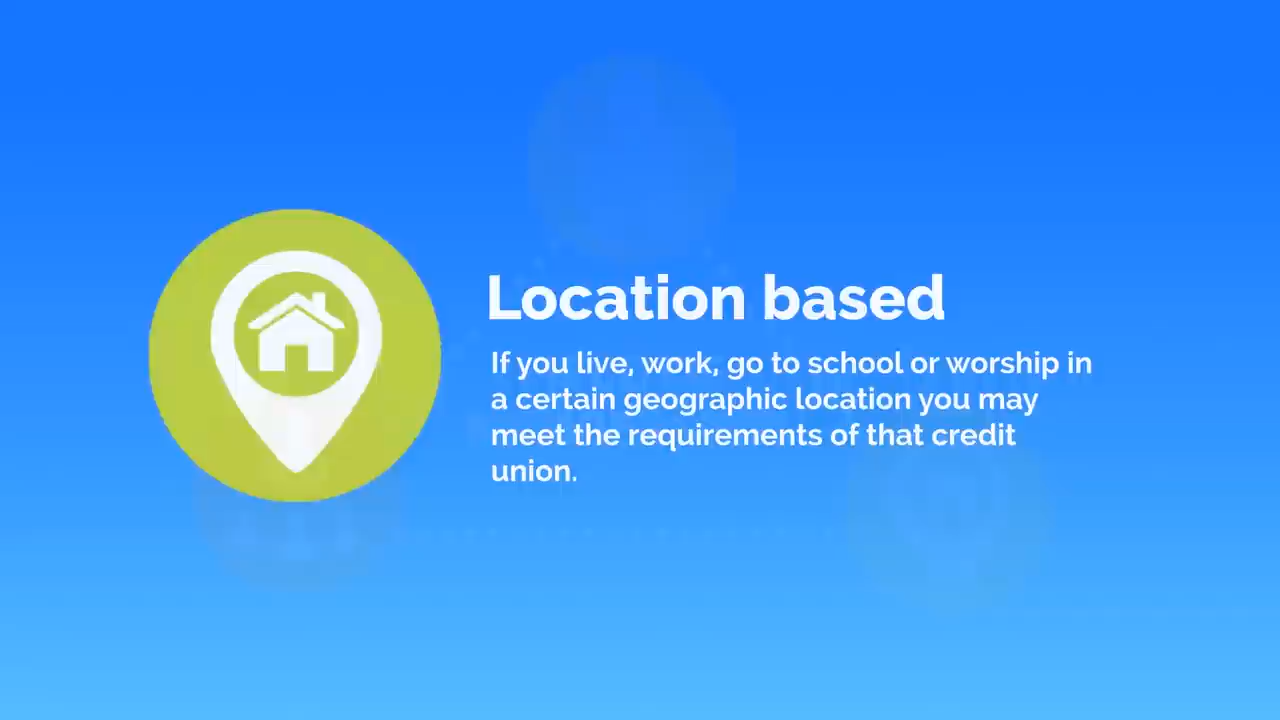 Location based
If you live, work, go to school or worship in
a certain geographic location you may
meet the requirements of that credit
union.